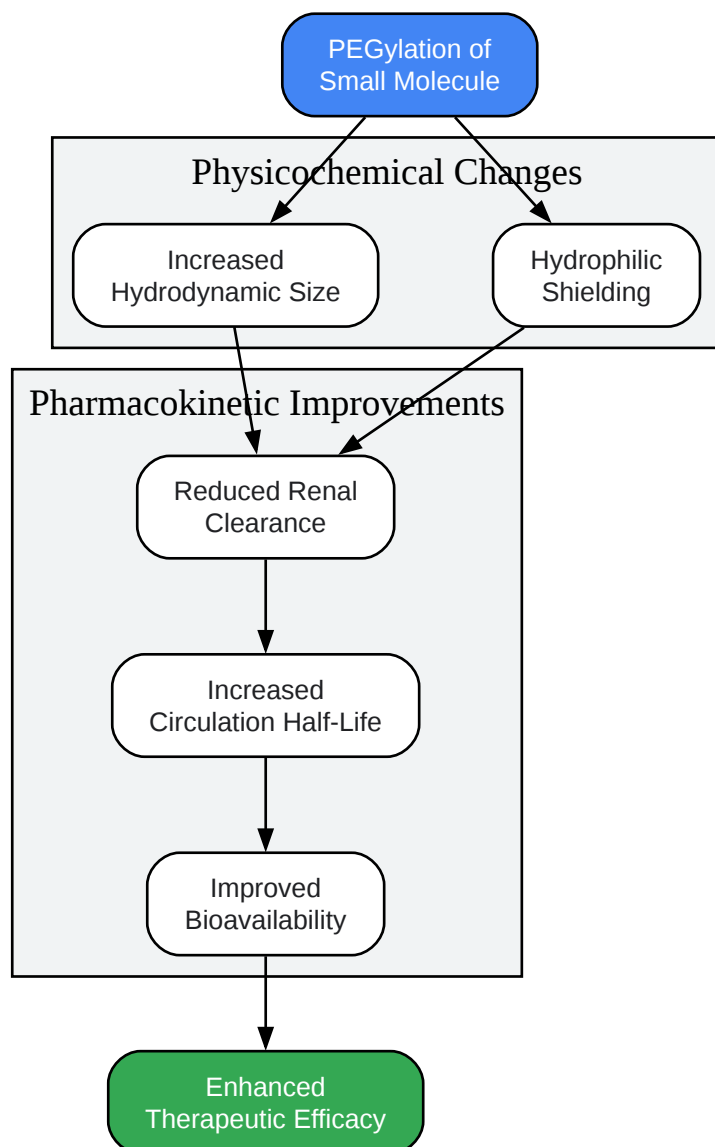 PEGylation of
Small Molecule
Physicochemical Changes
Increased
Hydrodynamic Size
Hydrophilic
Shielding
Pharmacokinetic Improvements
Reduced Renal
Clearance
Increased
Circulation Half-Life
Improved
Bioavailability
Enhanced
Therapeutic Efficacy